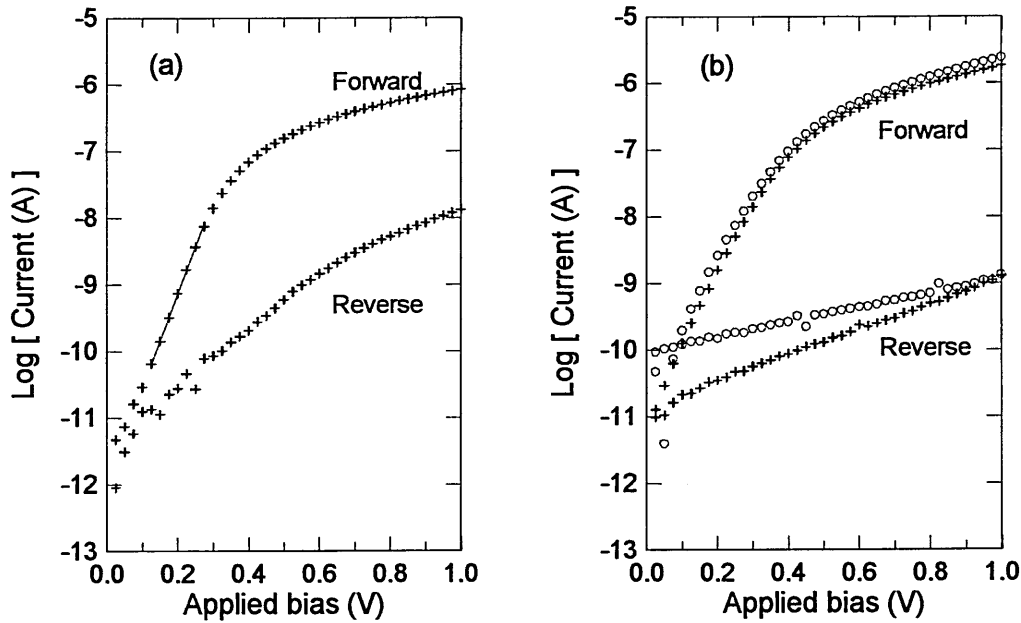 -5
-6
-7
-8
-9
-10
-11
-12
-13
Log [ Current (A) ]
(a)
Forward
Reverse
0.0 0.2 0.4 0.6 0.8 1.0
Applied bias (V)
-5
-6
-7
-8
-9
-10
-11
-12
-13
Log [ Current (A) ]
(b)
Forward
Reverse
0.0 0.2 0.4 0.6 0.8 1.0
Applied bias (V)